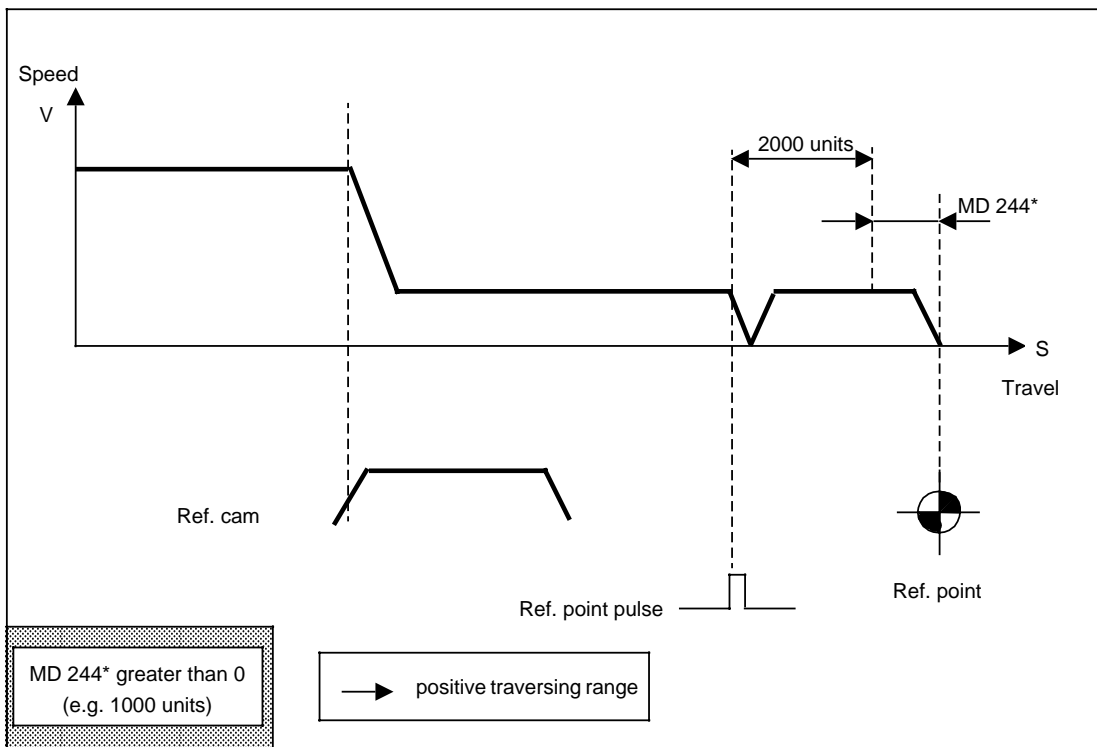 Speed
V
2000 units
MD 244*
S
Travel
Ref. cam
Ref. point pulse
Ref. point
MD 244* greater than 0
(e.g. 1000 units)
positive traversing range